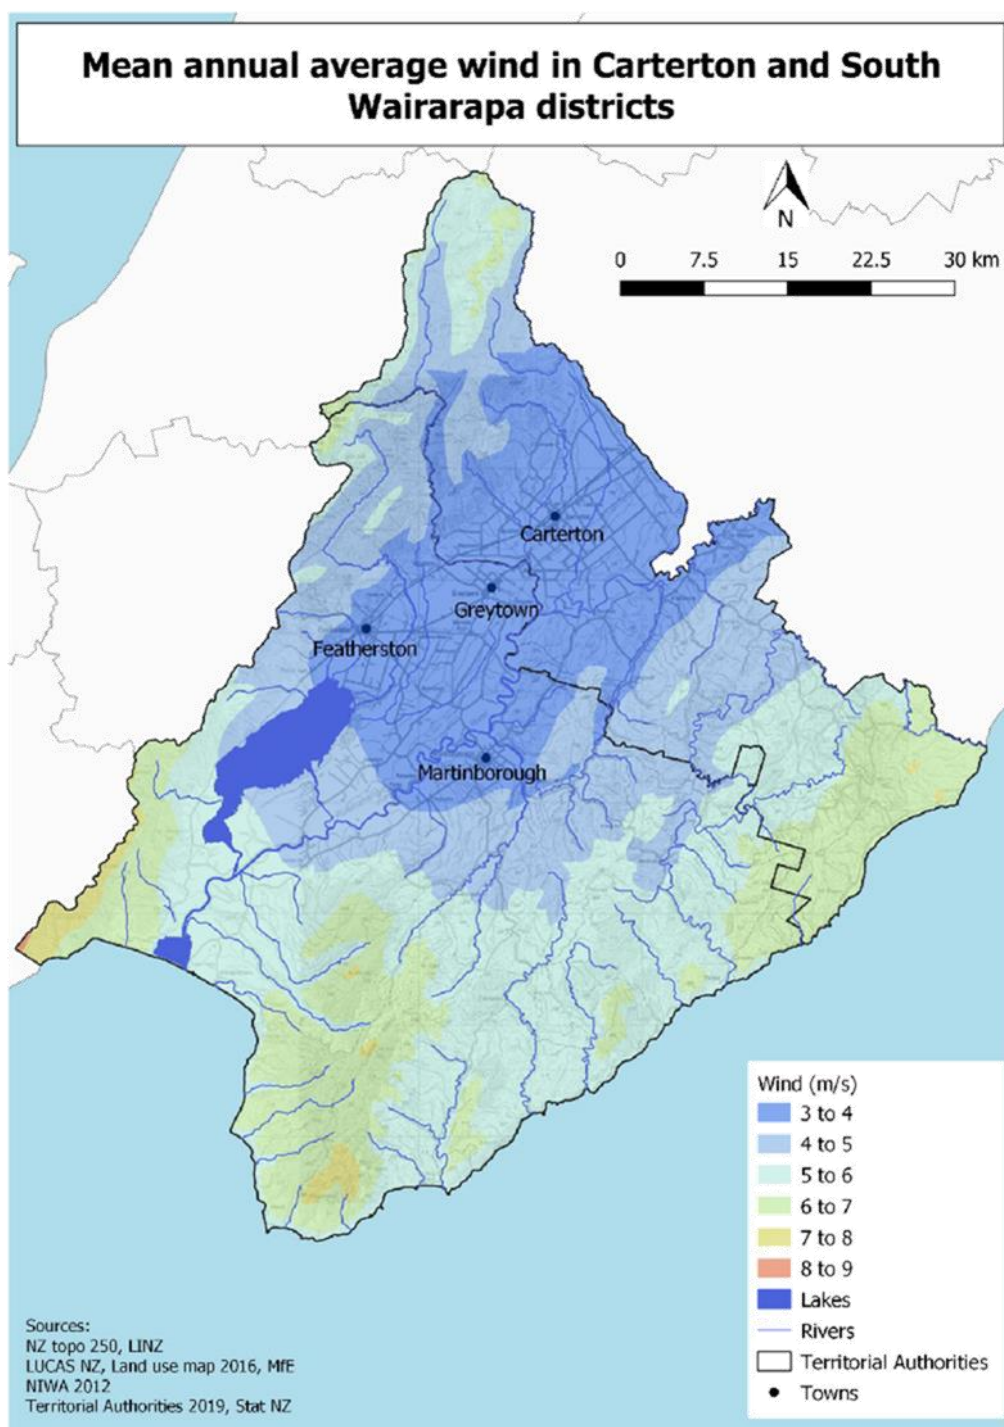 Mean annual average wind in Carterton and South
Wairarapa districts
N
0 7.5 15 22.5 30 km
Carterton
Greytown
Featherston
Martinborough
Wind (m/s)
3 to 4
4 to 5
5 to 6
6 to 7
7 to 8
8 to 9
Lakes
Rivers
Territorial Authorities
Towns
Sources:
NZ topo 250, LINZ
LUCAS NZ, Land use map 2016, MfE
NIWA 2012
Territorial Authorities 2019, Stat NZ